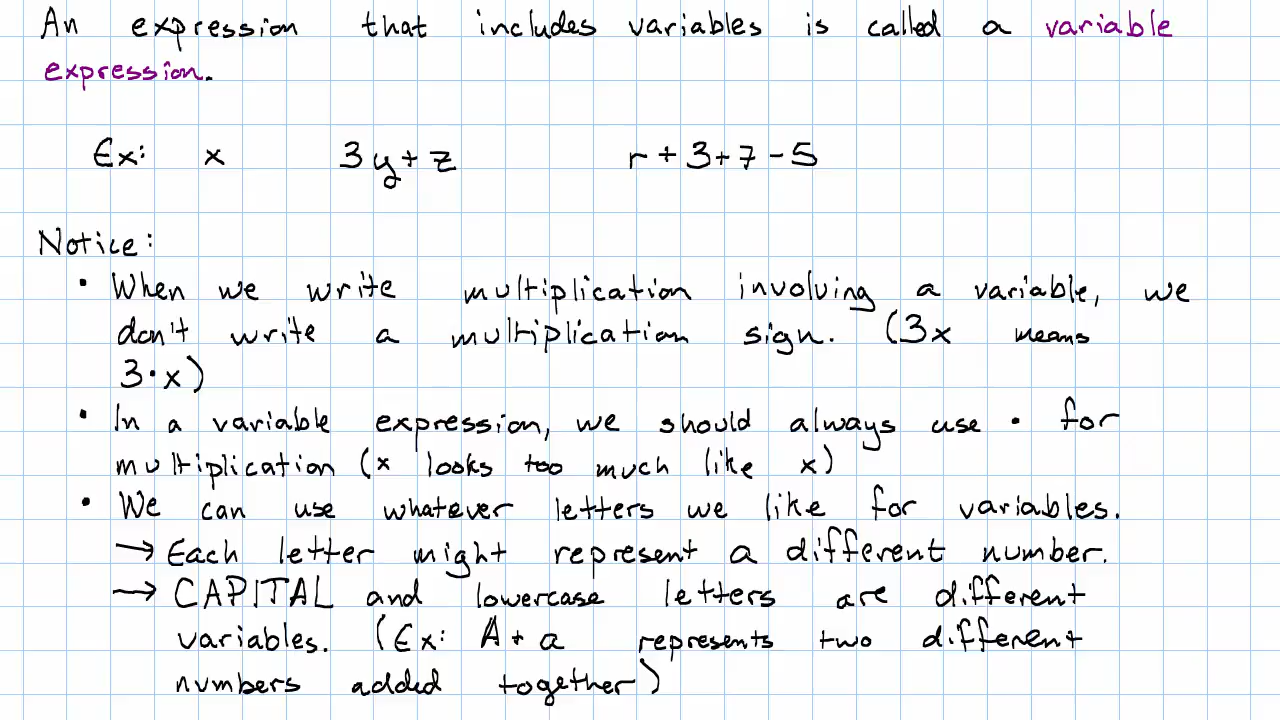 An expression that includes variables is called a variable
expression.
Ex: x 3y+z r+3+7-5
Notice:
• When we write multiplication involving a variable, we
don't write a multiplication sign. (3x means
3·x)
• In a variable expression, we should always use · for
multiplication (× looks too much like x)
• We can use whatever letters we like for variables.
→ Each letter might represent a different number.
→ CAPITAL and lowercase letters are different
variables. (Ex: A+a represents two different
numbers added together)